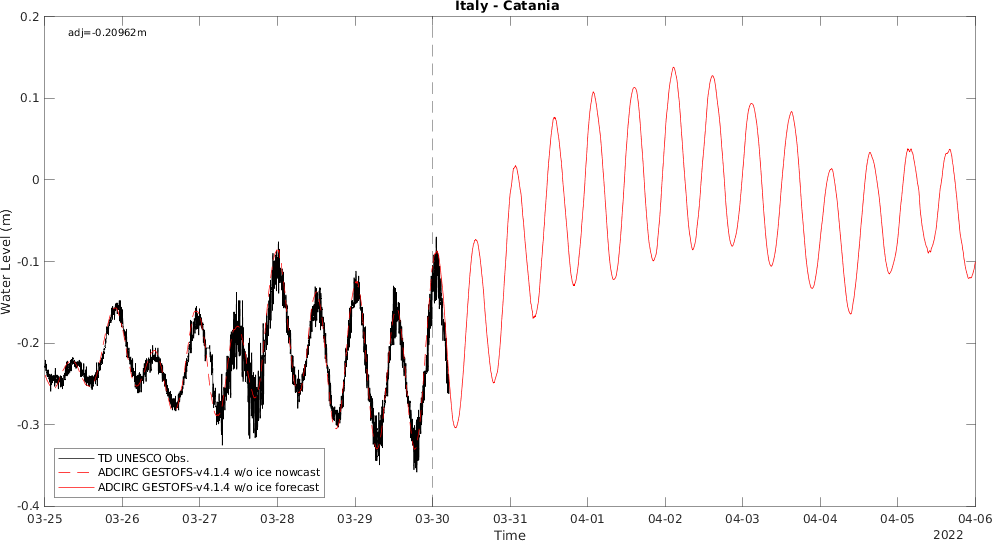 Italy - Catania
adj=-0.20962m
0.2
0.1
0
-0.1
-0.2
-0.3
-0.4
Water Level (m)
TD UNESCO Obs.
ADCIRC GESTOFS-v4.1.4 w/o ice nowcast
ADCIRC GESTOFS-v4.1.4 w/o ice forecast
03-25 03-26 03-27 03-28 03-29 03-30 03-31 04-01 04-02 04-03 04-04 04-05 04-06
Time
2022